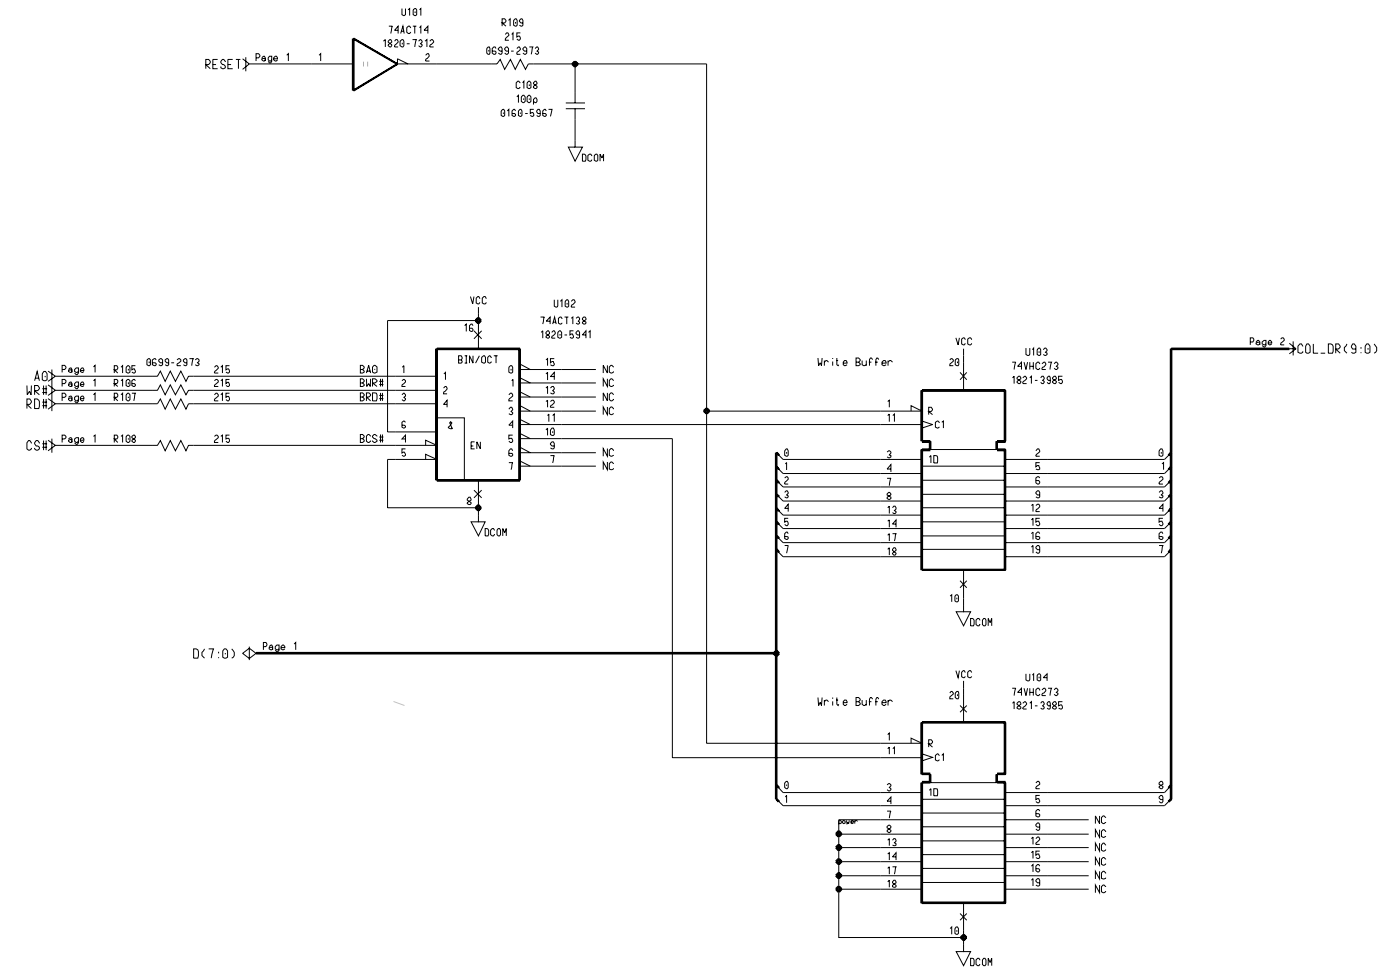 U101
74ACT14
1820-7312
RESET Page 1 1 2
R109
215
0699-2973
C108
100p
0160-5967
DCOM
VCC
16
U102
74ACT138
1820-5941
BIN/OCT
0699-2973
A0 Page 1 R105 215 BA0 1 1
WR# Page 1 R106 215 BWR# 2 2
RD# Page 1 R107 215 BRD# 3 4
6 &
CS# Page 1 R108 215 BCS# 4
5
EN
0 15 NC
1 14 NC
2 13 NC
3 12 NC
4 11
5 10
6 9 NC
7 7 NC
8
DCOM
Write Buffer
VCC
20
U103
74VHC273
1821-3985
Page 2 COL_DR(9:0)
1 R
11 C1
0 3 1D 2 0
1 4 5 1
2 7 6 2
3 8 9 3
4 13 12 4
5 14 15 5
6 17 16 6
7 18 19 7
10
DCOM
D(7:0) Page 1
Write Buffer
VCC
20
U104
74VHC273
1821-3985
1 R
11 C1
0 3 1D 2 8
1 4 5 9
power 7 6 NC
8 9 NC
13 12 NC
14 15 NC
17 16 NC
18 19 NC
10
DCOM